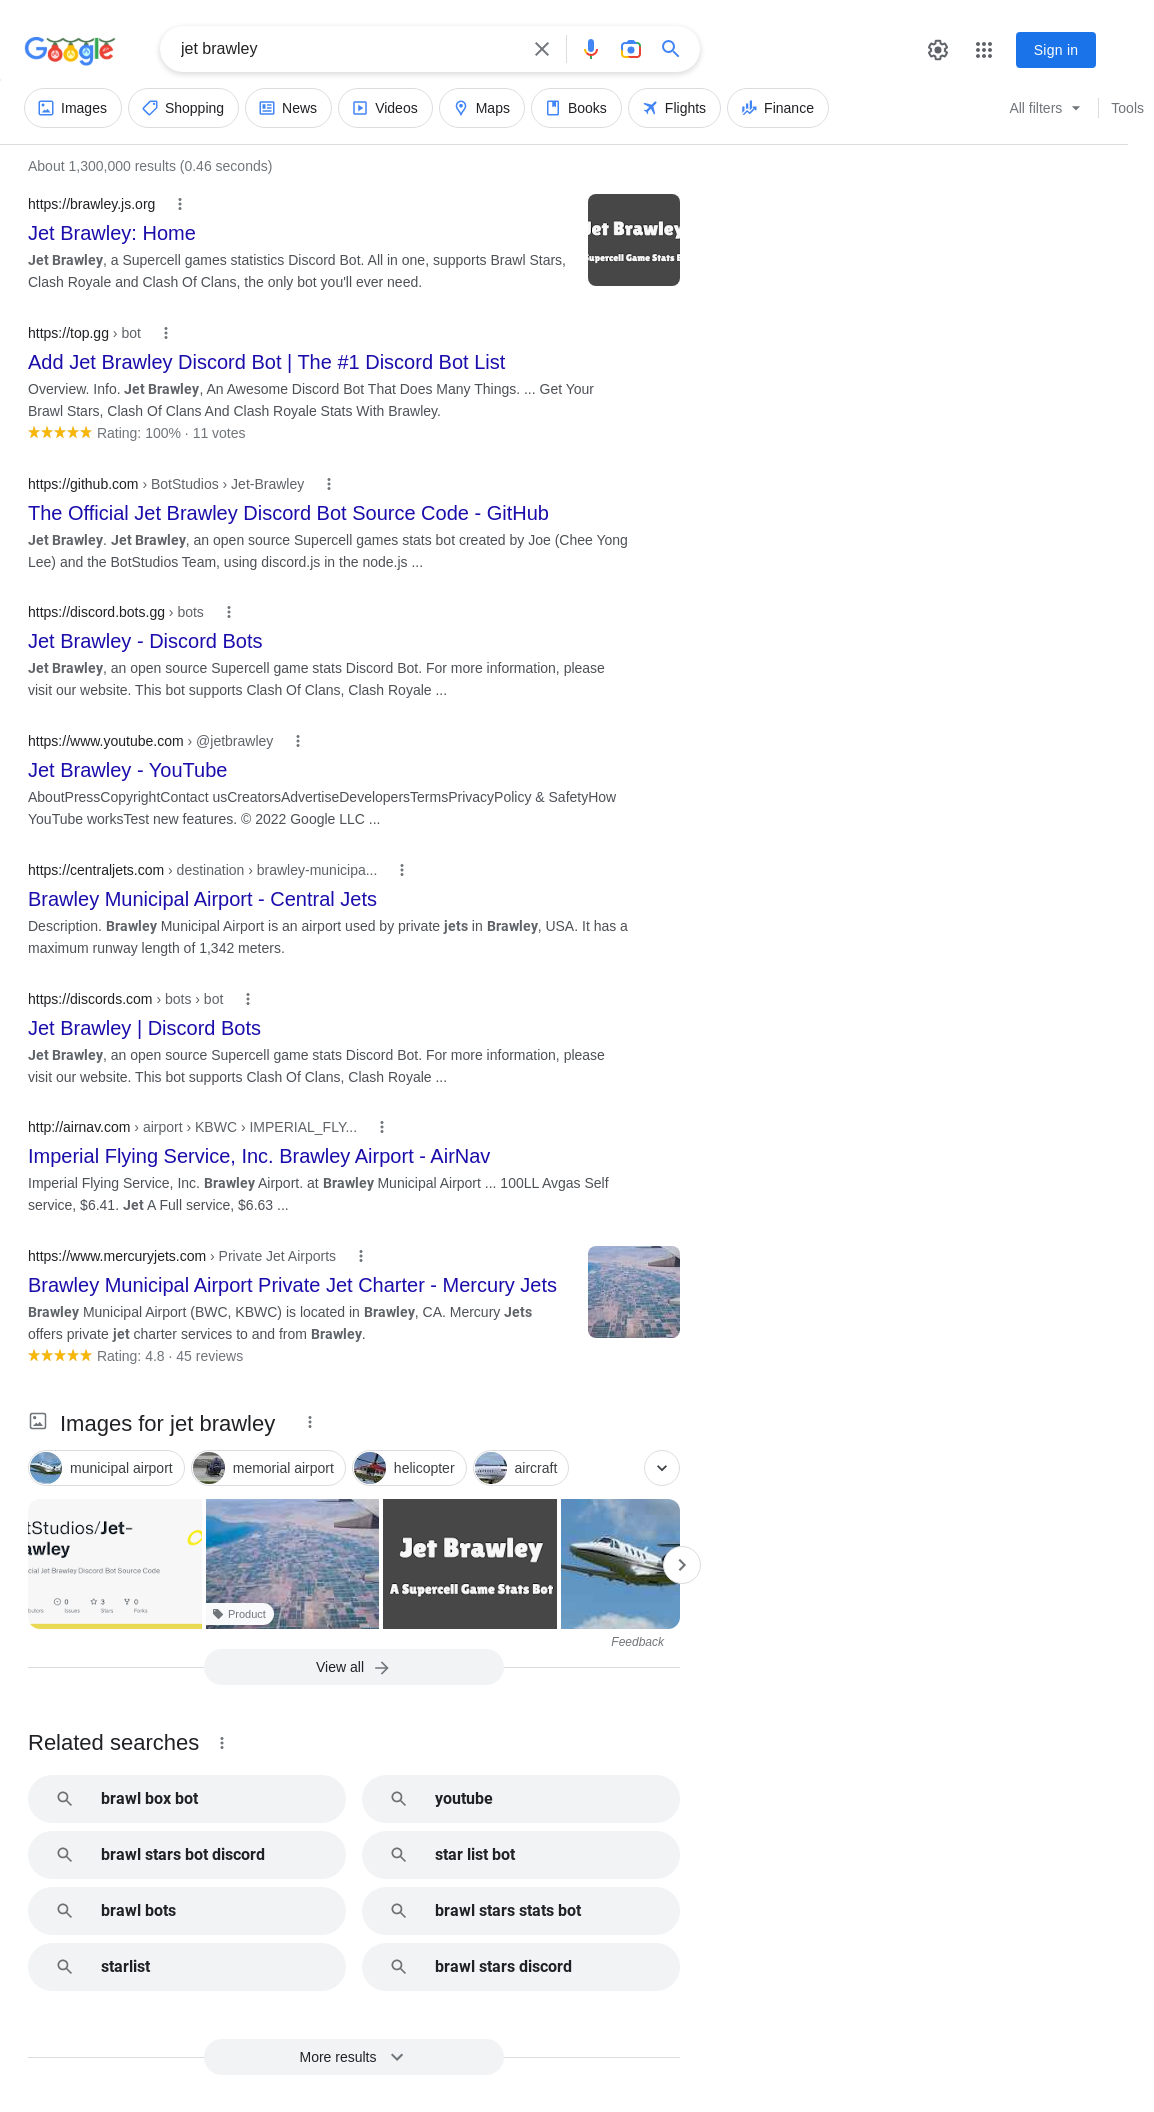 Google
jet brawley
Sign in
Images
Shopping
News
Videos
Maps
Books
Flights
Finance
All filters
Tools
About 1,300,000 results (0.46 seconds)
https://brawley.js.org
Jet Brawley: Home
Jet Brawley, a Supercell games statistics Discord Bot. All in one, supports Brawl Stars,
Clash Royale and Clash Of Clans, the only bot you'll ever need.
Jet Brawley
Supercell Game Stats B
https://top.gg › bot
Add Jet Brawley Discord Bot | The #1 Discord Bot List
Overview. Info. Jet Brawley, An Awesome Discord Bot That Does Many Things. ... Get Your
Brawl Stars, Clash Of Clans And Clash Royale Stats With Brawley.
Rating: 100% · 11 votes
https://github.com › BotStudios › Jet-Brawley
The Official Jet Brawley Discord Bot Source Code - GitHub
Jet Brawley. Jet Brawley, an open source Supercell games stats bot created by Joe (Chee Yong
Lee) and the BotStudios Team, using discord.js in the node.js ...
https://discord.bots.gg › bots
Jet Brawley - Discord Bots
Jet Brawley, an open source Supercell game stats Discord Bot. For more information, please
visit our website. This bot supports Clash Of Clans, Clash Royale ...
https://www.youtube.com › @jetbrawley
Jet Brawley - YouTube
AboutPressCopyrightContact usCreatorsAdvertiseDevelopersTermsPrivacyPolicy & SafetyHow
YouTube worksTest new features. © 2022 Google LLC ...
https://centraljets.com › destination › brawley-municipa...
Brawley Municipal Airport - Central Jets
Description. Brawley Municipal Airport is an airport used by private jets in Brawley, USA. It has a
maximum runway length of 1,342 meters.
https://discords.com › bots › bot
Jet Brawley | Discord Bots
Jet Brawley, an open source Supercell game stats Discord Bot. For more information, please
visit our website. This bot supports Clash Of Clans, Clash Royale ...
http://airnav.com › airport › KBWC › IMPERIAL_FLY...
Imperial Flying Service, Inc. Brawley Airport - AirNav
Imperial Flying Service, Inc. Brawley Airport. at Brawley Municipal Airport ... 100LL Avgas Self
service, $6.41. Jet A Full service, $6.63 ...
https://www.mercuryjets.com › Private Jet Airports
Brawley Municipal Airport Private Jet Charter - Mercury Jets
Brawley Municipal Airport (BWC, KBWC) is located in Brawley, CA. Mercury Jets
offers private jet charter services to and from Brawley.
Rating: 4.8 · 45 reviews
Images for jet brawley
municipal airport
memorial airport
helicopter
aircraft
tStudios/Jet-
awley
cial Jet Brawley Discord Bot Source Code
0
3
0
butors
Issues
Stars
Forks
Product
Jet Brawley
A Supercell Game Stats Bot
Feedback
View all
Related searches
brawl box bot
youtube
brawl stars bot discord
star list bot
brawl bots
brawl stars stats bot
starlist
brawl stars discord
More results